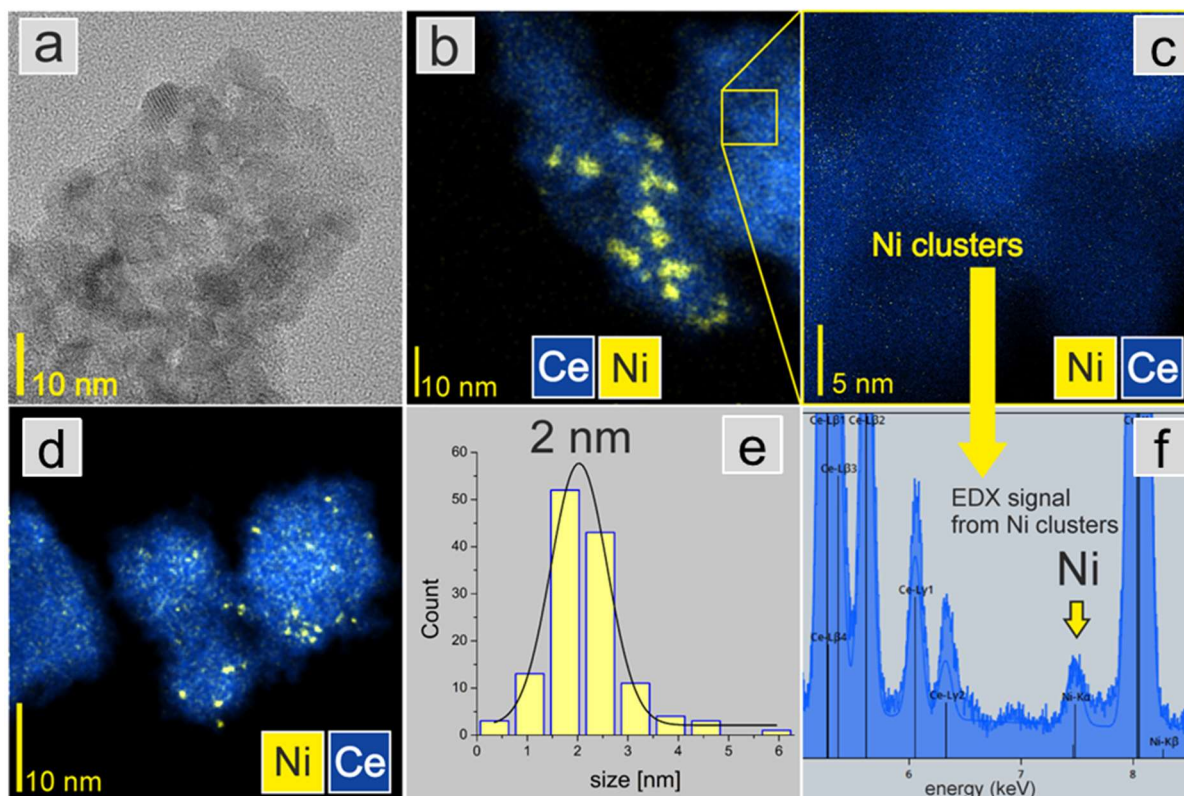 a
10 nm
b
10 nm
Ce Ni
c
Ni clusters
5 nm
Ni Ce
d
10 nm
Ni Ce
e
2 nm
60
50
40
30
20
10
0
Count
0 1 2 3 4 5 6
size [nm]
f
Ce-Lβ1
Ce-Lβ2
Ce-Lβ3
EDX signal
from Ni clusters
Ni
Ce-Lγ1
Ce-Lβ4
Ce-Lγ2
Ni-Kα
Ni-Kβ
6 7 8
energy (keV)